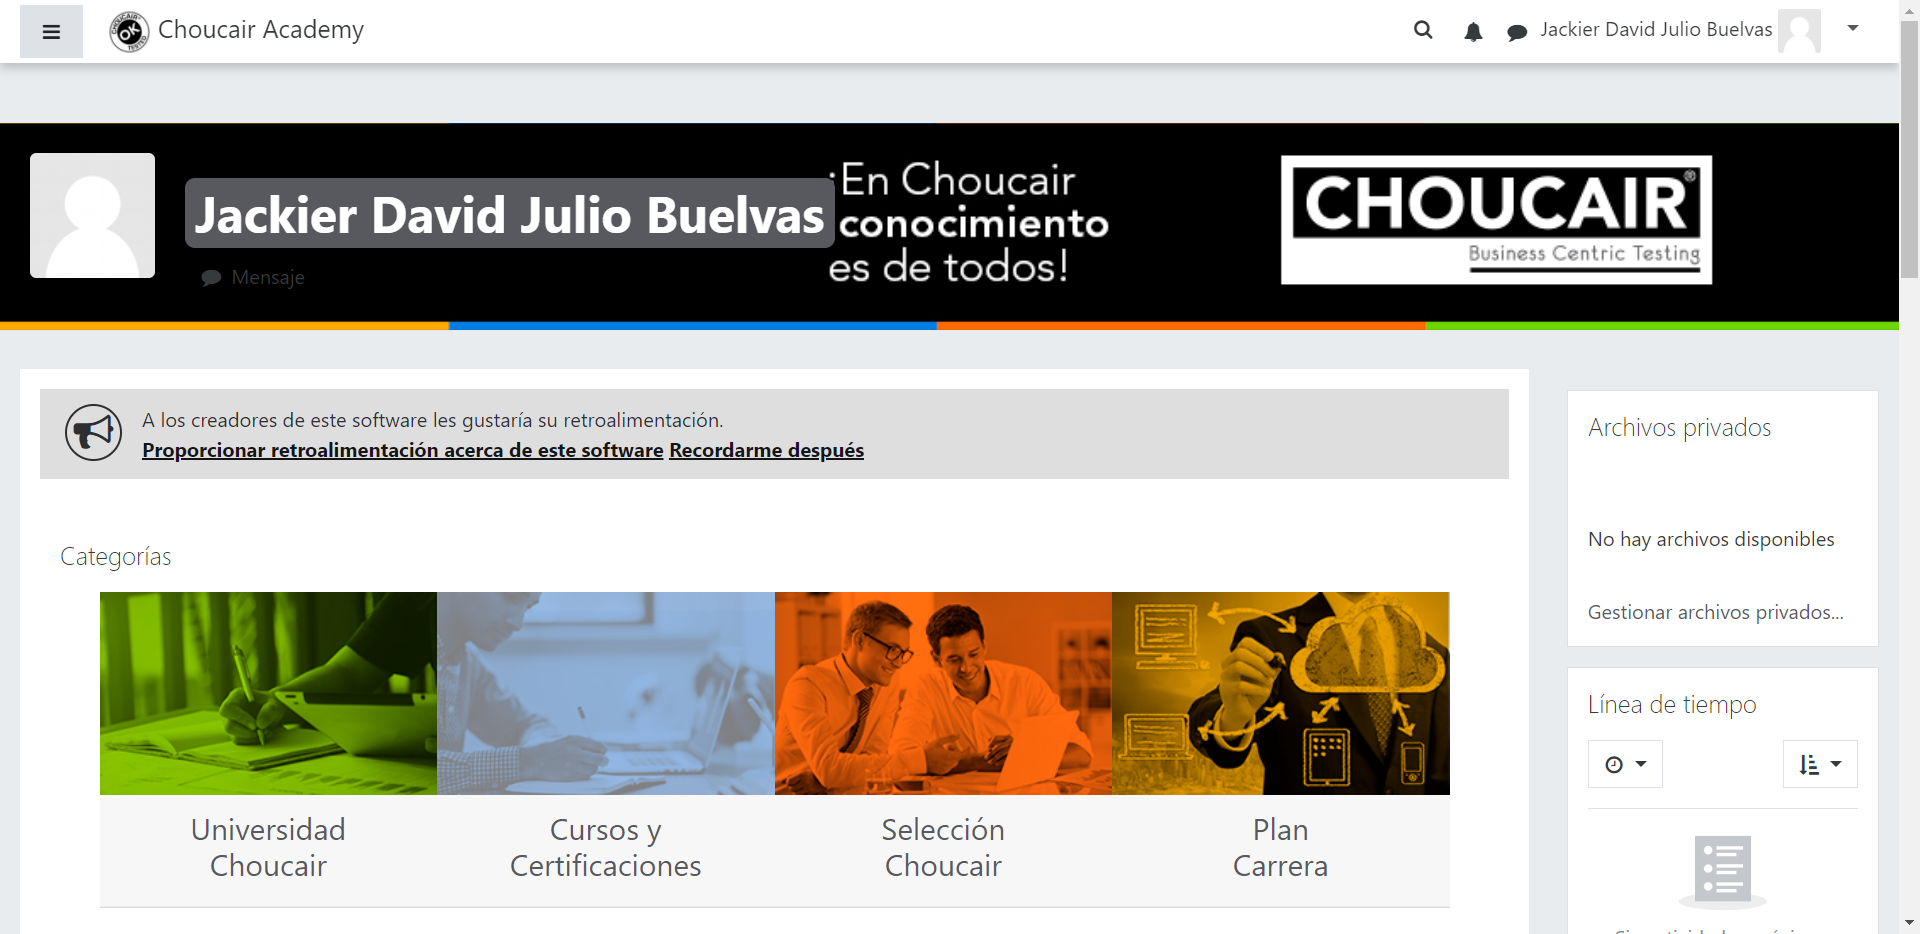 Choucair Academy
Jackier David Julio Buelvas
CHOUCAIR
OK
TESTED
Jackier David Julio Buelvas
Mensaje
¡En Choucair
conocimiento
es de todos!
CHOUCAIR®
Business Centric Testing
A los creadores de este software les gustaría su retroalimentación.
Proporcionar retroalimentación acerca de este software Recordarme después
Categorías
Universidad
Choucair
Cursos y
Certificaciones
Selección
Choucair
Plan
Carrera
Archivos privados
No hay archivos disponibles
Gestionar archivos privados...
Línea de tiempo